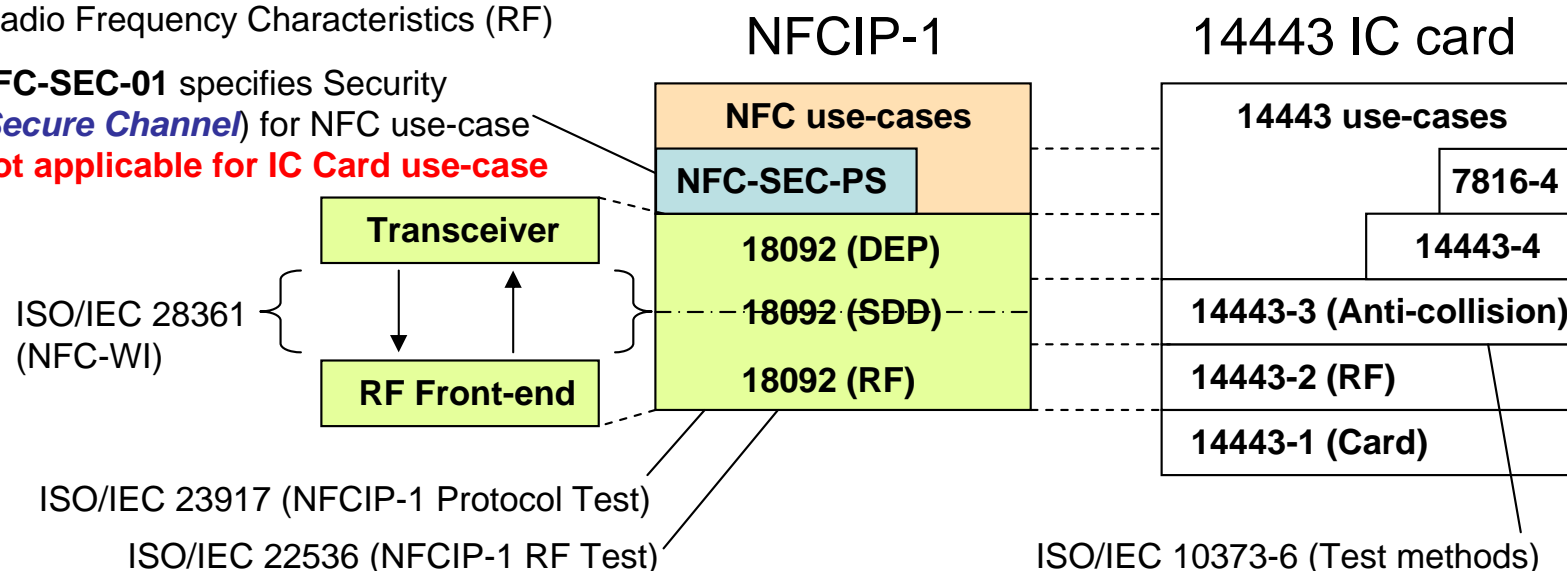 adio Frequency Characteristics (RF)
FC-SEC-01 specifies Security
Secure Channel) for NFC use-case
ot applicable for IC Card use-case
NFCIP-1
14443 IC card
NFC use-cases
NFC-SEC-PS
18092 (DEP)
18092 (SDD)
18092 (RF)
14443 use-cases
7816-4
14443-4
14443-3 (Anti-collision)
14443-2 (RF)
14443-1 (Card)
Transceiver
ISO/IEC 28361
(NFC-WI)
RF Front-end
ISO/IEC 23917 (NFCIP-1 Protocol Test)
ISO/IEC 22536 (NFCIP-1 RF Test)
ISO/IEC 10373-6 (Test methods)